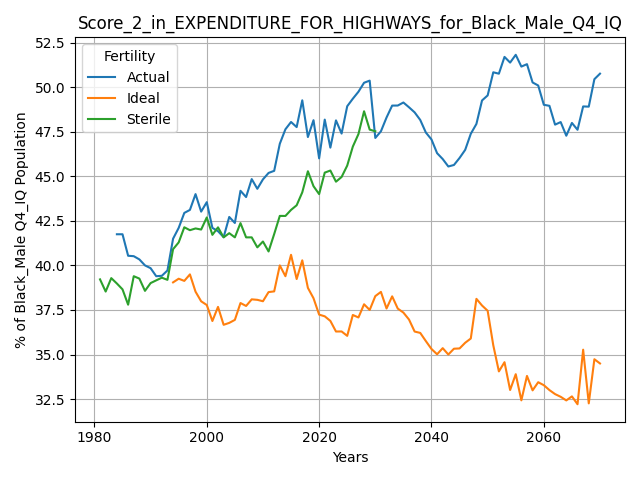 Score_2_in_EXPENDITURE_FOR_HIGHWAYS_for_Black_Male_Q4_IQ
Fertility
Actual
Ideal
Sterile
% of Black_Male Q4_IQ Population
52.5
50.0
47.5
45.0
42.5
40.0
37.5
35.0
32.5
1980
2000
2020
2040
2060
Years